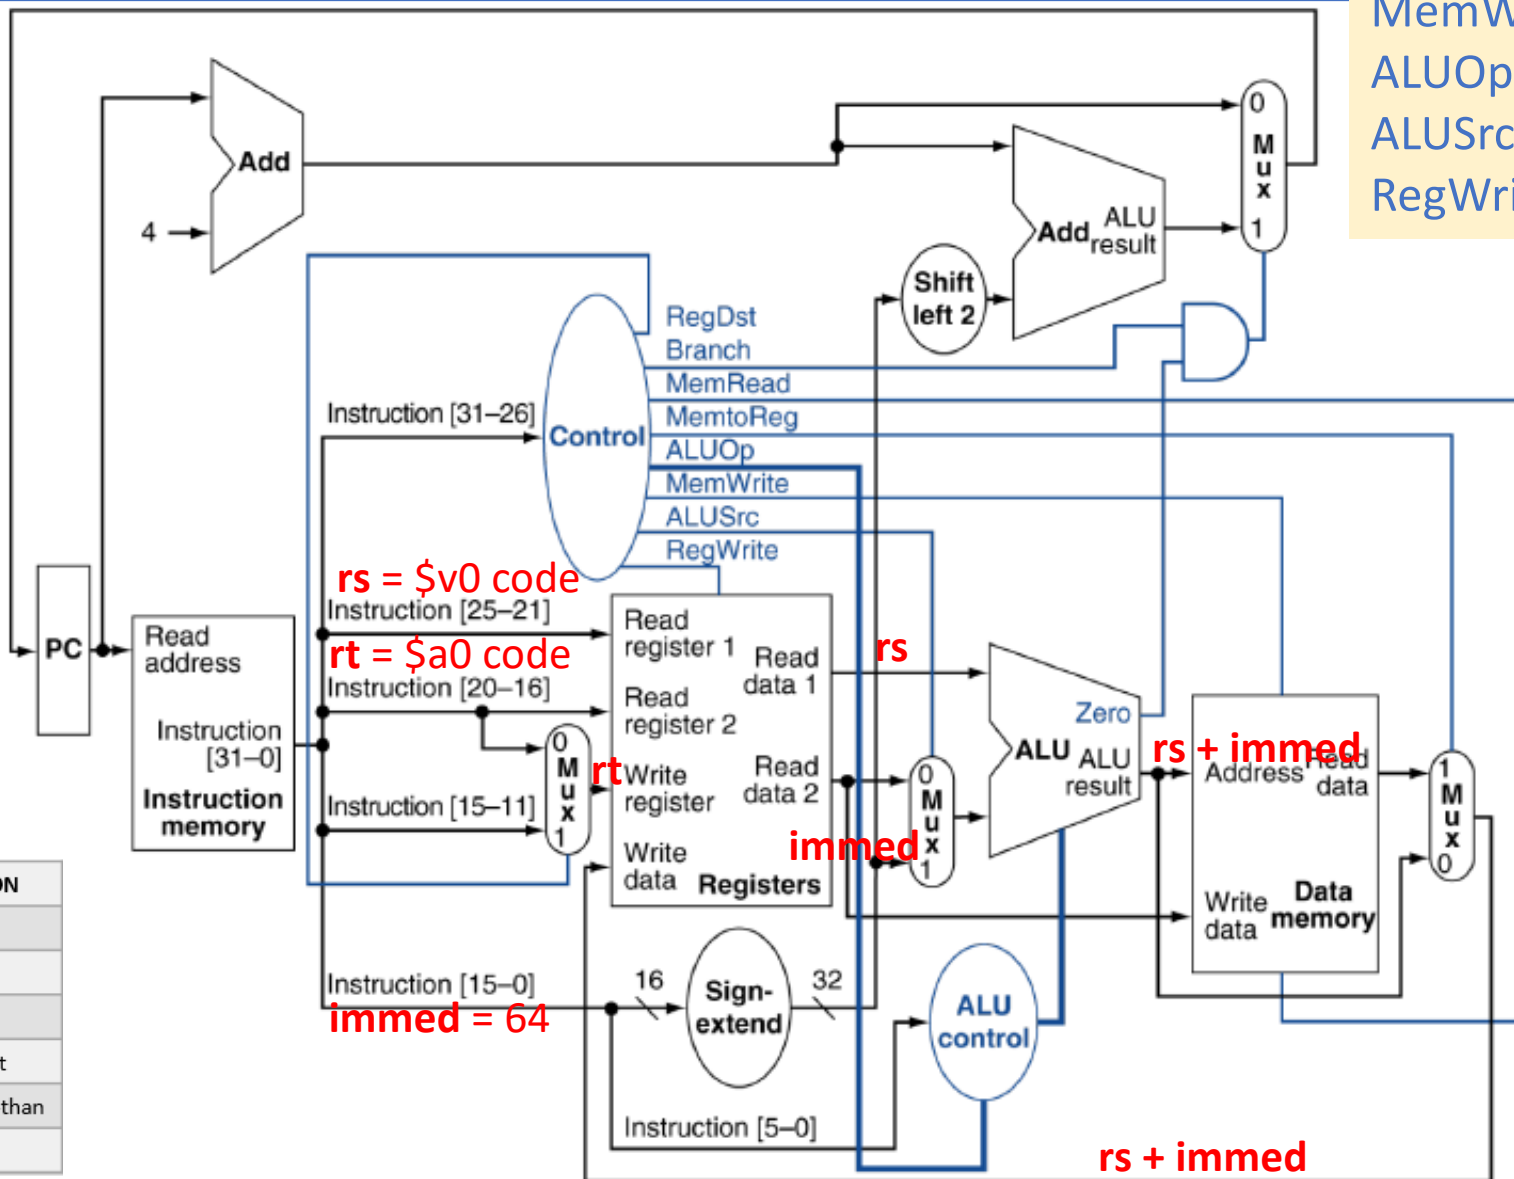 ALUOp
ALUSrc
Add
4
0
M
u
x
1
Add
ALU
result
Shift
left 2
RegDst
Branch
MemRead
MemtoReg
ALUOp
MemWrite
ALUSrc
RegWrite
Control
Instruction [31–26]
rs = $v0 code
Instruction [25–21]
rt = $a0 code
Instruction [20–16]
PC
Read
address
Instruction
[31–0]
Instruction
memory
0
M
u
x
1
rt
Instruction [15–11]
Read
register 1
Read
data 1
Read
register 2
Write
register
Read
data 2
Write
data
Registers
rs
immed
0
M
u
x
1
Zero
ALU
ALU
result
rs + immed
Address
Read
data
Write
data
Data
memory
1
M
u
x
0
Instruction [15–0]
immed = 64
16
Sign-
extend
32
ALU
control
Instruction [5–0]
rs + immed
than